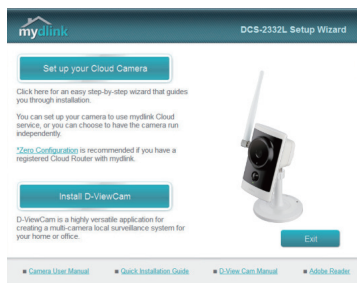 mydlink
DCS-2332L Setup Wizard
Set up your Cloud Camera
Click here for an easy step-by-step wizard that guides
you through installation.
You can set up your camera to use mydlink Cloud
service, or you can choose to have the camera run
independently.
*Zero Configuration is recommended if you have a
registered Cloud Router with mydlink.
Install D-ViewCam
D-ViewCam is a highly versatile application for
creating a multi-camera local surveillance system for
your home or office.
Exit
Camera User Manual
Quick Installation Guide
D-View Cam Manual
Adobe Reader